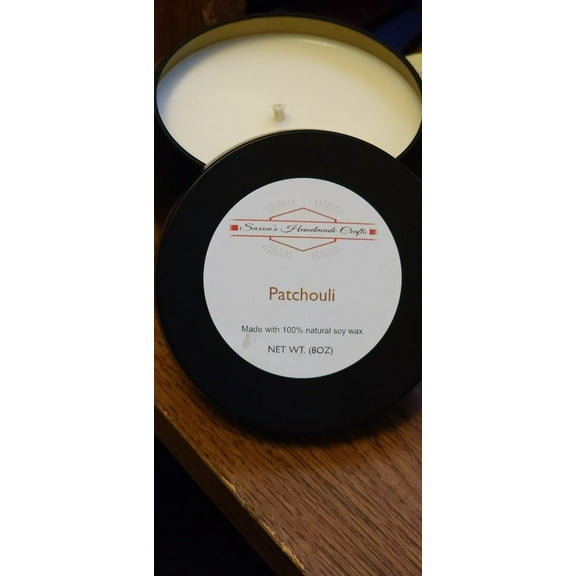 Saxon's Handmade Crafts
Patchouli
Made with 100% natural soy wax
NET WT. (8OZ)